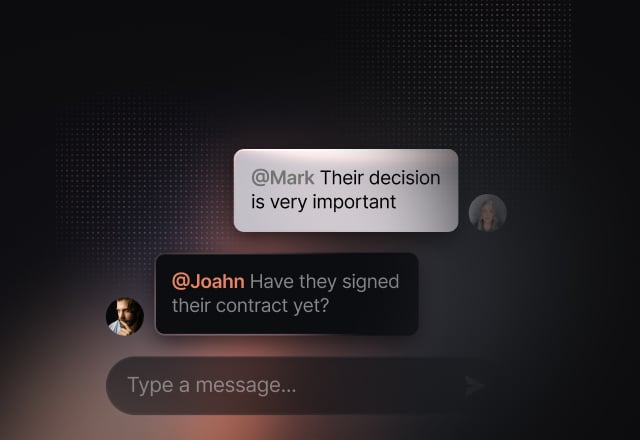 @Mark Their decision
is very important
@Joahn Have they signed
their contract yet?
Type a message...